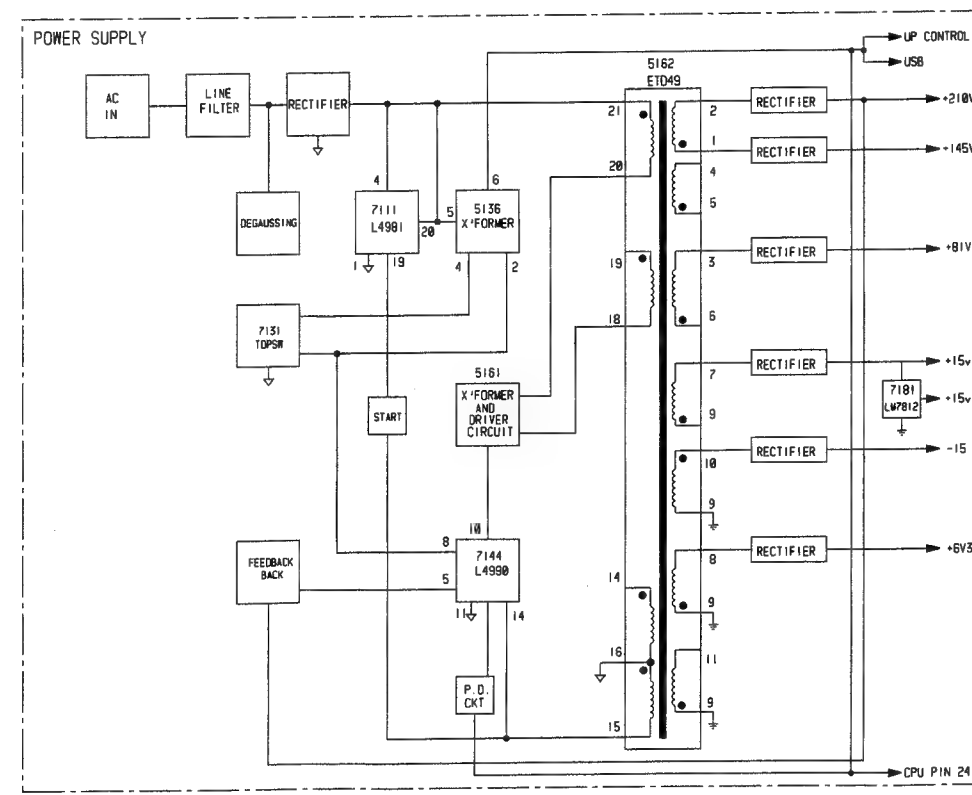 POWER SUPPLY
UP CONTROL
USB
5162
ETD49
AC
IN
LINE
FILTER
RECTIFIER
21
2
RECTIFIER
+210V
1
RECTIFIER
+145V
20
4
6
4
5
7111
L4981
20
5
5136
X'FORMER
DEGAUSSING
1
19
4
2
19
3
RECTIFIER
+81V
18
6
7131
TOPSW
7
RECTIFIER
+15v
5161
X'FORMER
AND
DRIVER
CIRCUIT
START
9
7181
LM7812
+15v
10
RECTIFIER
-15
9
10
8
7144
L4990
5
FEEDBACK
BACK
8
RECTIFIER
+6V3
14
9
11
14
16
11
P.D.
CKT
15
9
CPU PIN 24